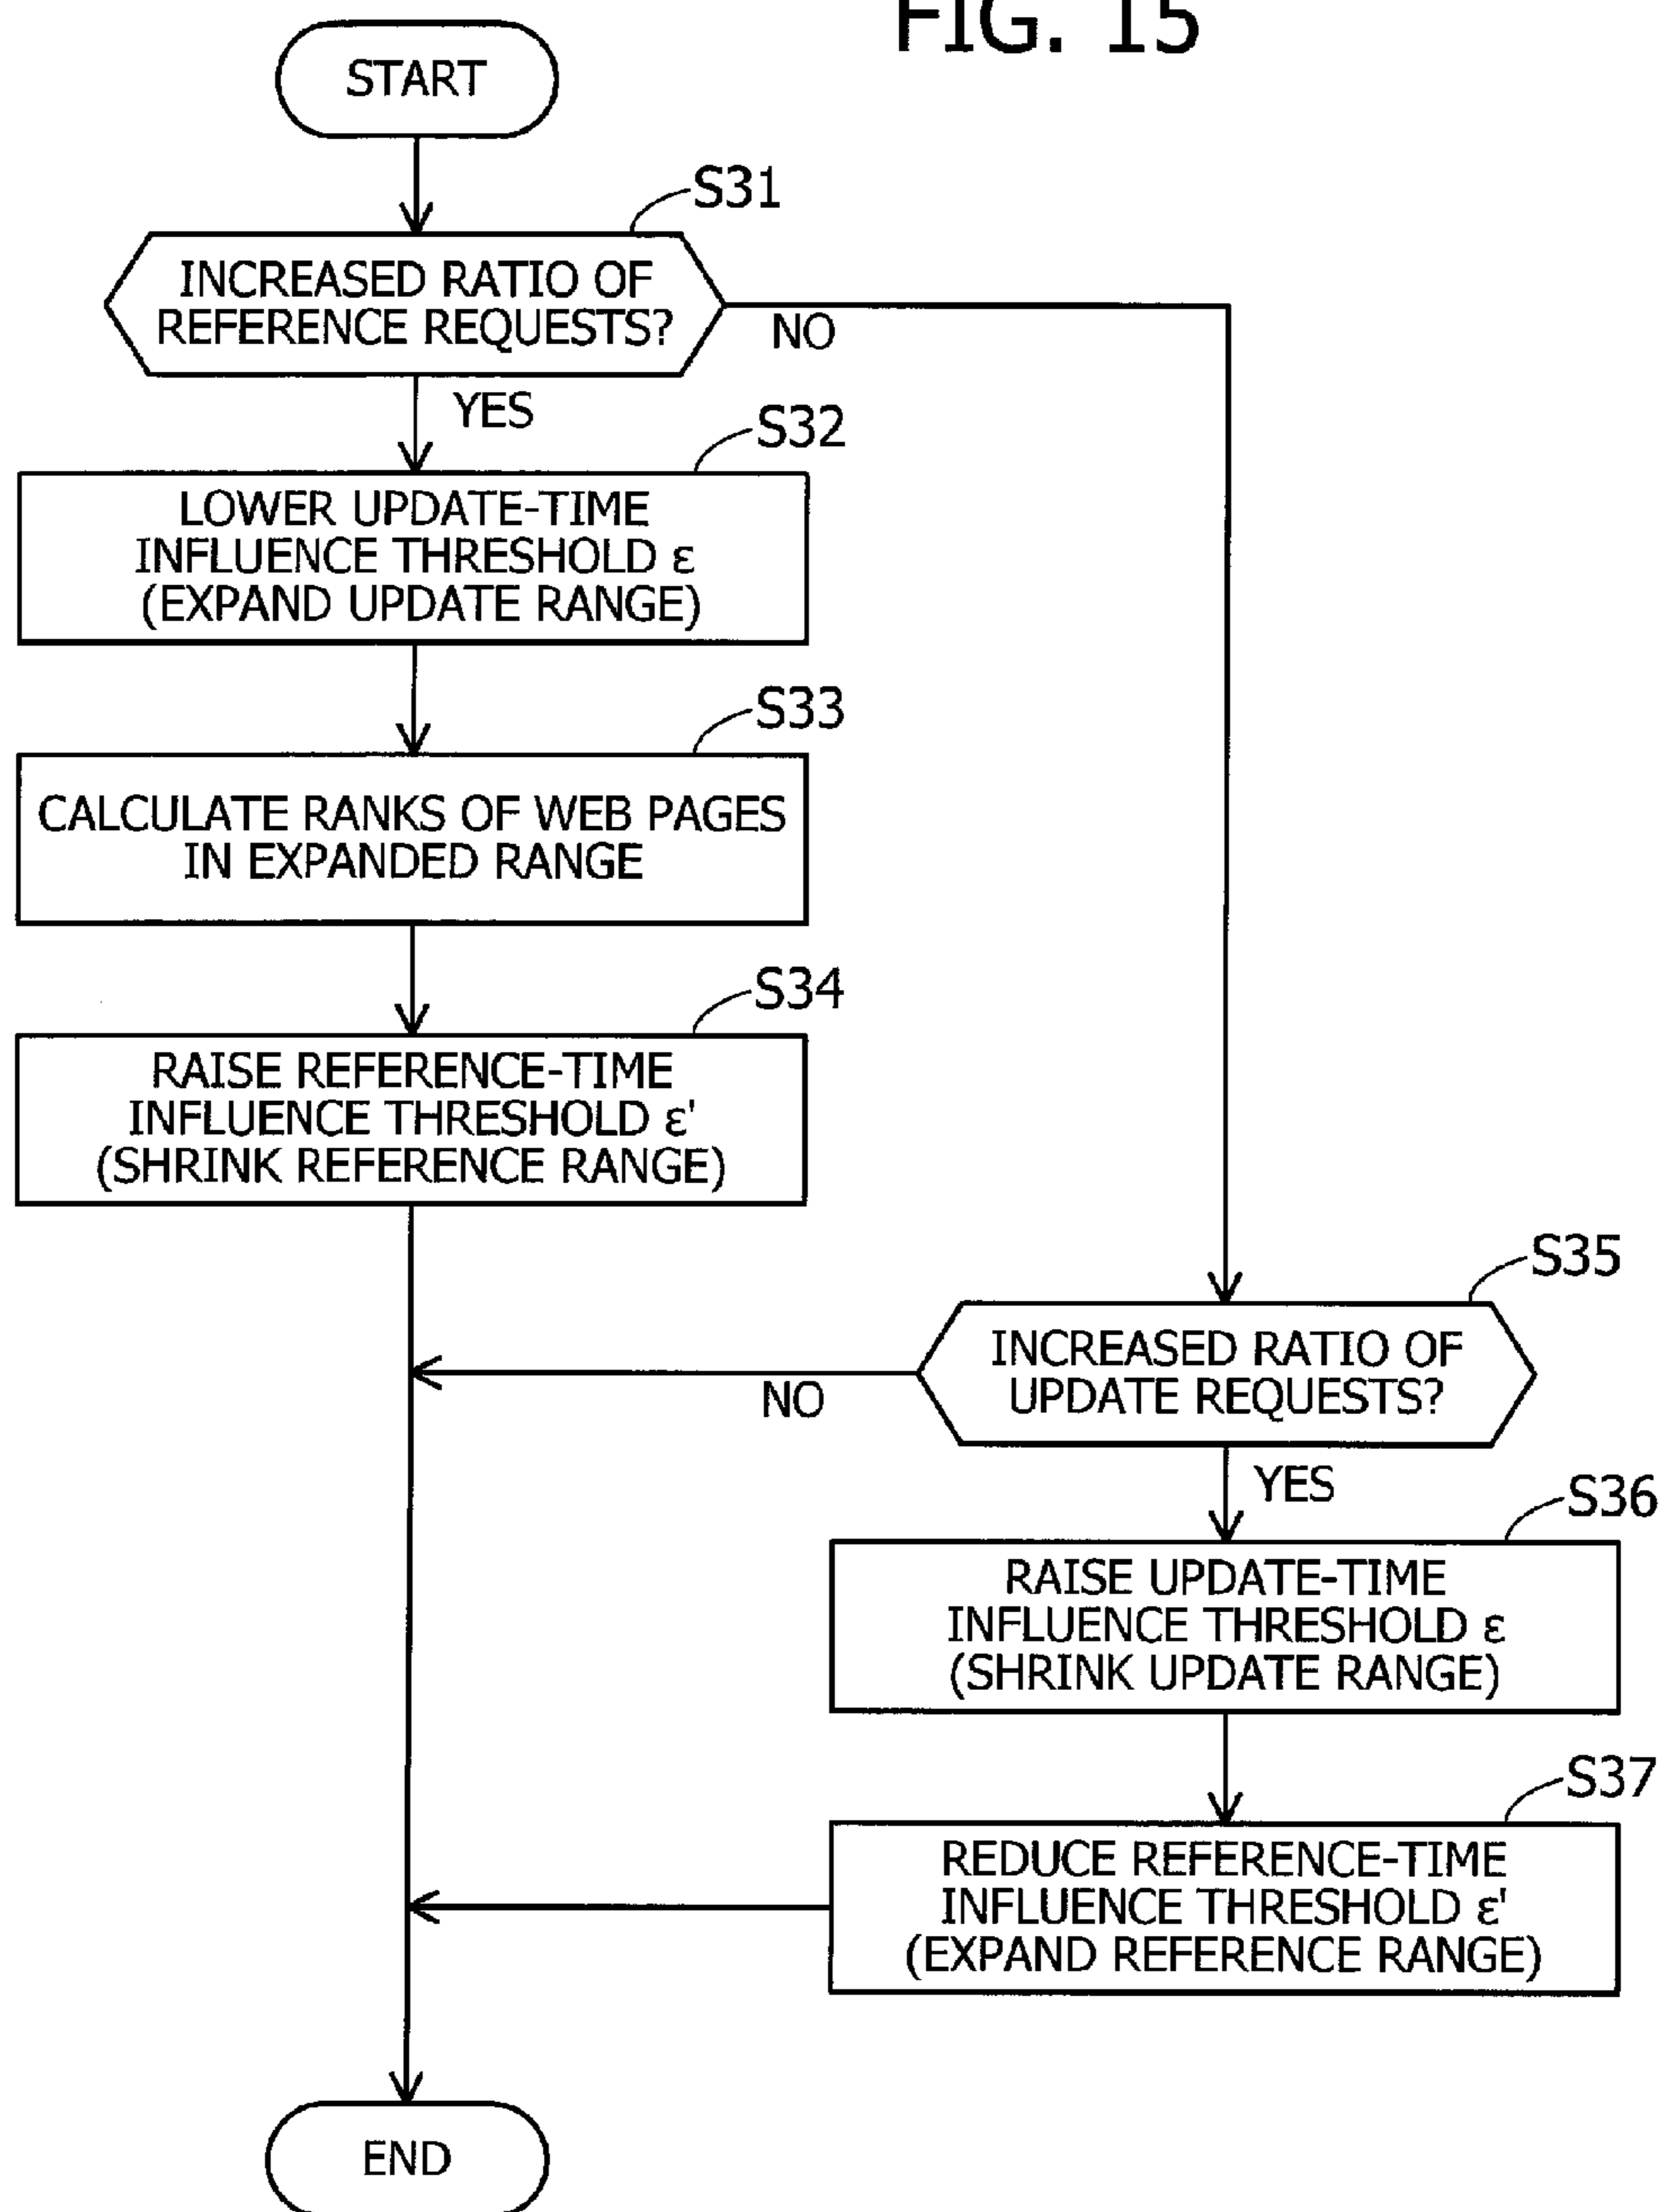 FIG. 15
START
S31
INCREASED RATIO OF
REFERENCE REQUESTS?
NO
YES
S32
LOWER UPDATE-TIME
INFLUENCE THRESHOLD ε
(EXPAND UPDATE RANGE)
S33
CALCULATE RANKS OF WEB PAGES
IN EXPANDED RANGE
S34
RAISE REFERENCE-TIME
INFLUENCE THRESHOLD ε'
(SHRINK REFERENCE RANGE)
S35
INCREASED RATIO OF
UPDATE REQUESTS?
NO
YES
S36
RAISE UPDATE-TIME
INFLUENCE THRESHOLD ε
(SHRINK UPDATE RANGE)
S37
REDUCE REFERENCE-TIME
INFLUENCE THRESHOLD ε'
(EXPAND REFERENCE RANGE)
END